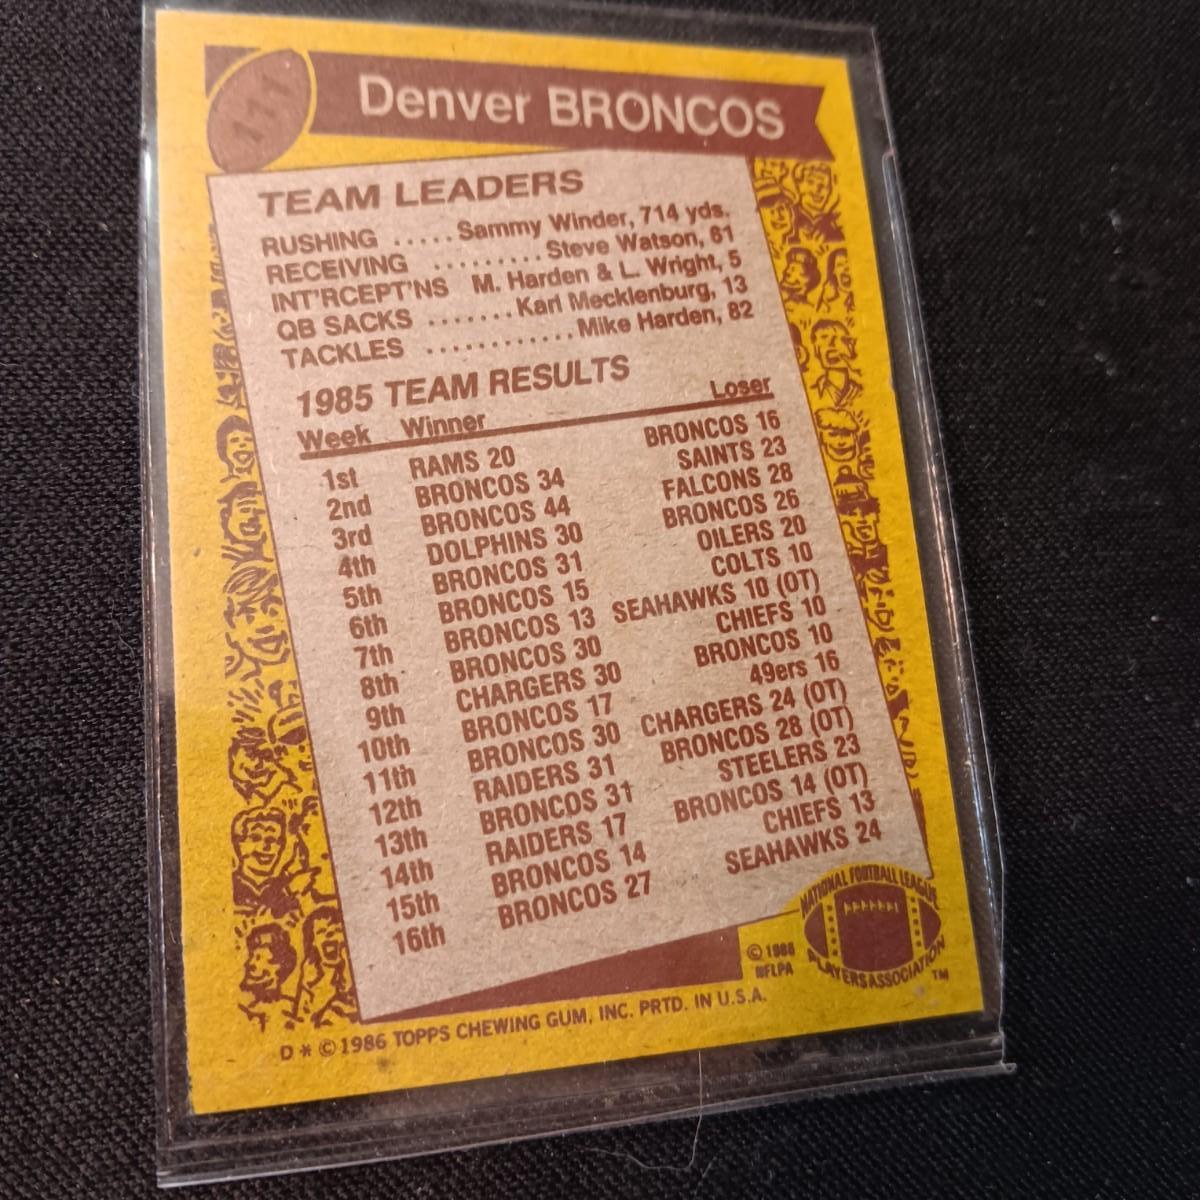 111
Denver BRONCOS
TEAM LEADERS
RUSHING ..... Sammy Winder, 714 yds.
RECEIVING ......... Steve Watson, 61
INT'RCEPT'NS M. Harden & L. Wright, 5
QB SACKS ....... Karl Mecklenburg, 13
TACKLES ............ Mike Harden, 82
1985 TEAM RESULTS
Week Winner Loser
1st RAMS 20 BRONCOS 16
2nd BRONCOS 34 SAINTS 23
3rd BRONCOS 44 FALCONS 28
4th DOLPHINS 30 BRONCOS 26
5th BRONCOS 31 OILERS 20
6th BRONCOS 15 COLTS 10
7th BRONCOS 13 SEAHAWKS 10 (OT)
8th BRONCOS 30 CHIEFS 10
9th CHARGERS 30 BRONCOS 10
10th BRONCOS 17 49ers 16
11th BRONCOS 30 CHARGERS 24 (OT)
12th RAIDERS 31 BRONCOS 28 (OT)
13th BRONCOS 31 STEELERS 23
14th RAIDERS 17 BRONCOS 14 (OT)
15th BRONCOS 14 CHIEFS 13
16th BRONCOS 27 SEAHAWKS 24
NATIONAL FOOTBALL LEAGUE
PLAYERS ASSOCIATION
TM
© 1986
NFLPA
D * © 1986 TOPPS CHEWING GUM, INC. PRTD. IN U.S.A.